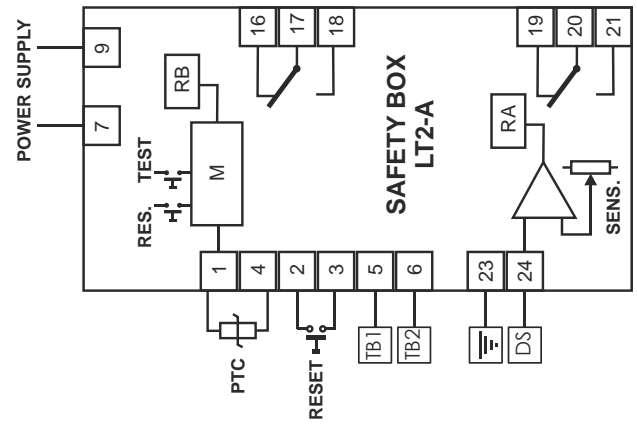 POWER SUPPLY
9
7
16
17
18
19
20
21
RB
M
TEST
RES.
SAFETY BOX
LT2-A
RA
SENS.
1
4
2
3
5
6
23
24
PTC
RESET
TB1
TB2
DS